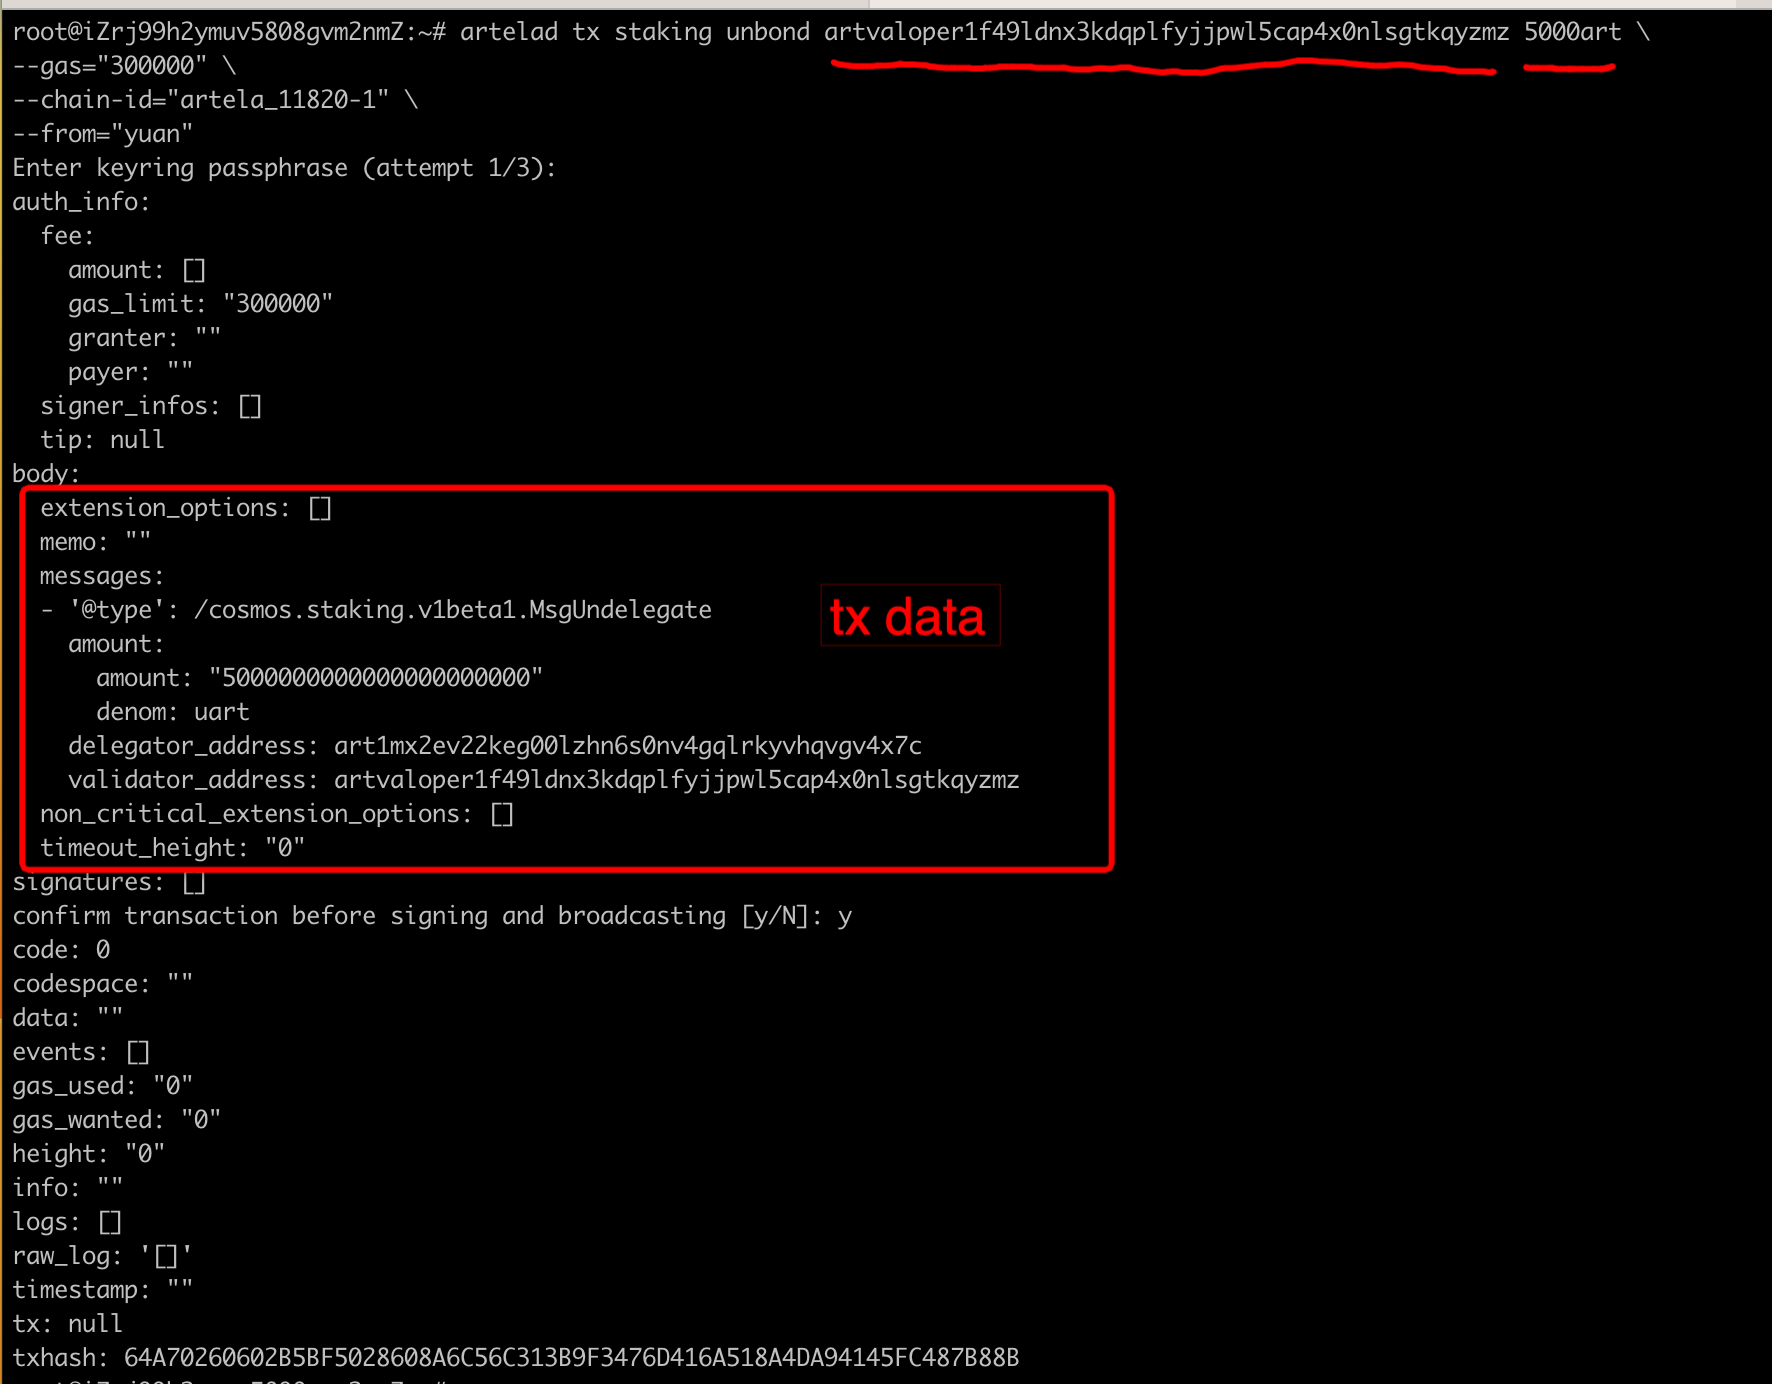 root@iZrj99h2ymuv5808gvm2nmZ:~# artelad tx staking unbond artvaloper1f49ldnx3kdqplfyjjpwl5cap4x0nlsgtkqyzmz 5000art \
--gas="300000" \
--chain-id="artela_11820-1" \
--from="yuan"
Enter keyring passphrase (attempt 1/3):
auth_info:
  fee:
    amount: []
    gas_limit: "300000"
    granter: ""
    payer: ""
  signer_infos: []
  tip: null
body:
  extension_options: []
  memo: ""
  messages:
  - '@type': /cosmos.staking.v1beta1.MsgUndelegate
tx data
    amount:
      amount: "5000000000000000000000"
      denom: uart
    delegator_address: art1mx2ev22keg00lzhn6s0nv4gqlrkyvhqvgv4x7c
    validator_address: artvaloper1f49ldnx3kdqplfyjjpwl5cap4x0nlsgtkqyzmz
  non_critical_extension_options: []
  timeout_height: "0"
signatures: []
confirm transaction before signing and broadcasting [y/N]: y
code: 0
codespace: ""
data: ""
events: []
gas_used: "0"
gas_wanted: "0"
height: "0"
info: ""
logs: []
raw_log: '[]'
timestamp: ""
tx: null
txhash: 64A70260602B5BF5028608A6C56C313B9F3476D416A518A4DA94145FC487B88B